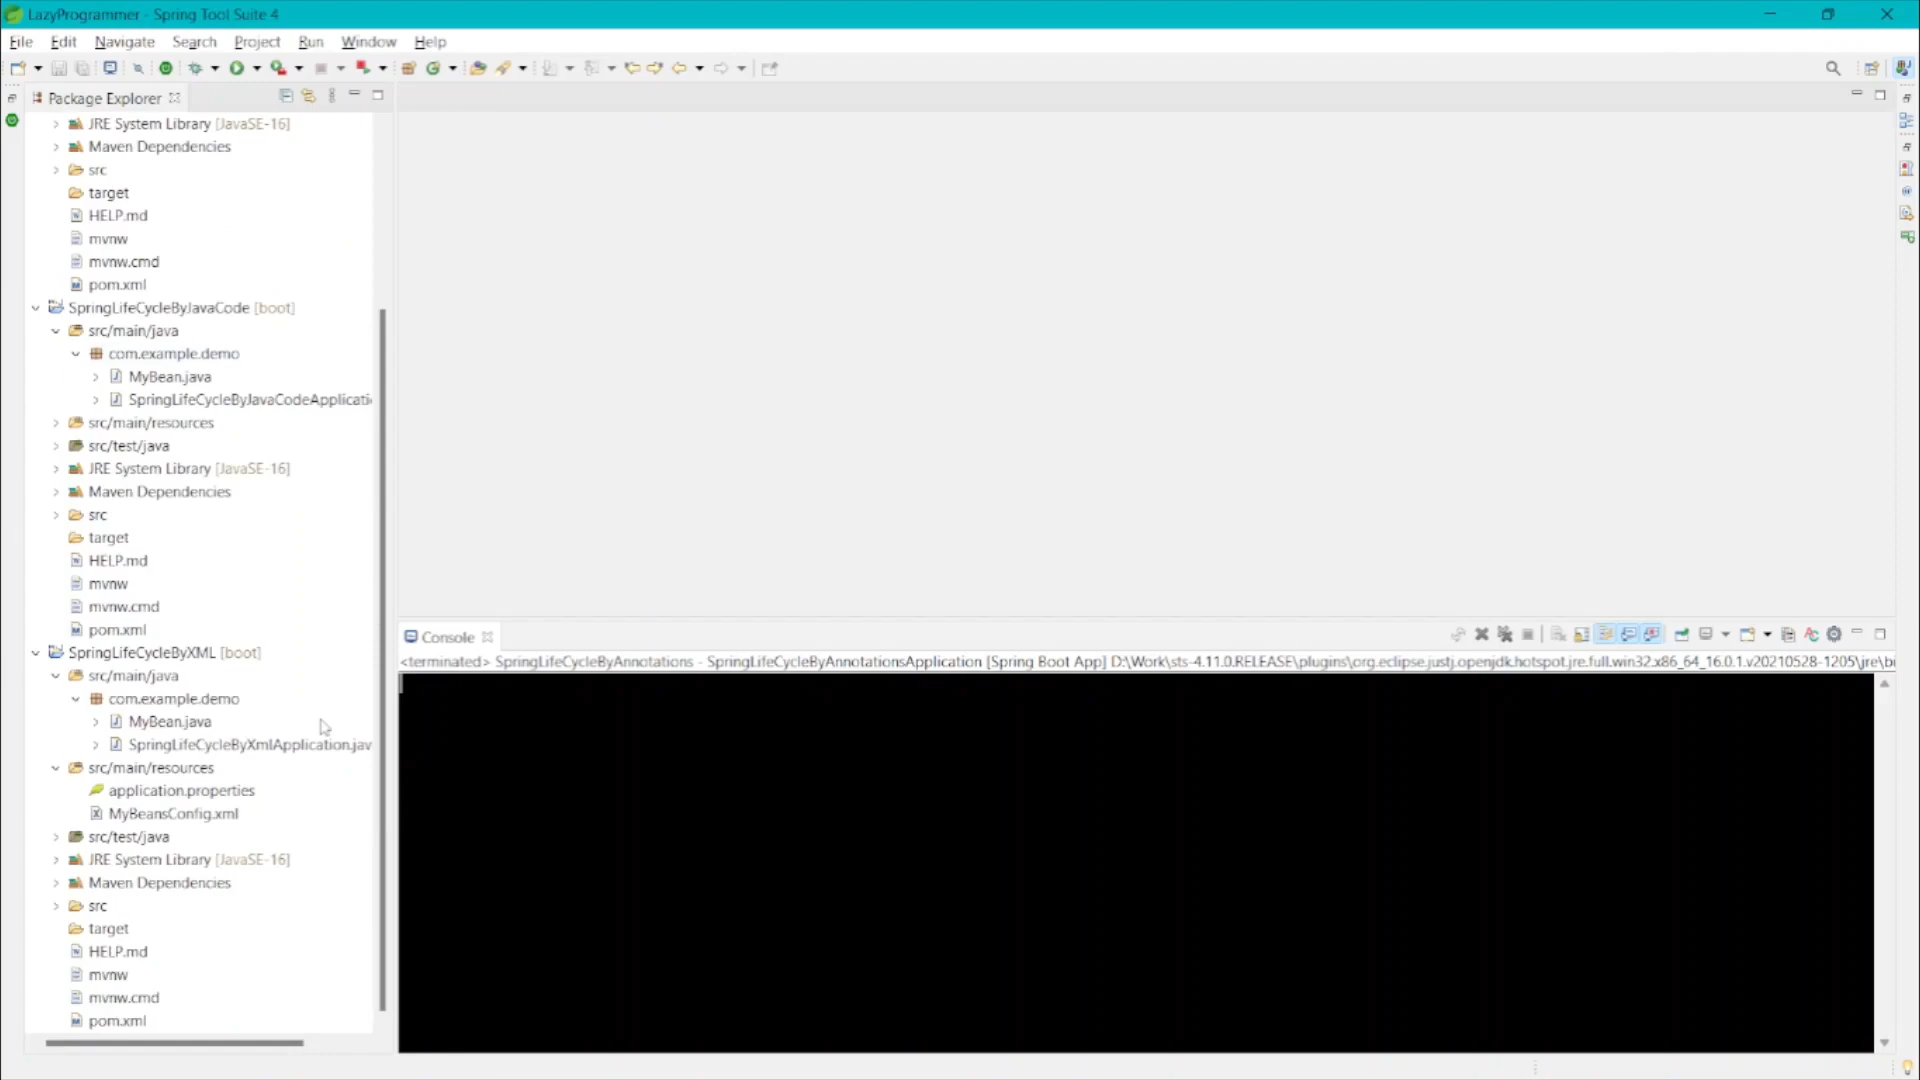 LazyProgrammer - Spring Tool Suite 4
File Edit Navigate Search Project Run Window Help
Package Explorer
JRE System Library [JavaSE-16]
Maven Dependencies
src
target
HELP.md
mvnw
mvnw.cmd
pom.xml
SpringLifeCycleByJavaCode [boot]
src/main/java
com.example.demo
MyBean.java
SpringLifeCycleByJavaCodeApplicati
src/main/resources
src/test/java
JRE System Library [JavaSE-16]
Maven Dependencies
src
target
HELP.md
mvnw
mvnw.cmd
pom.xml
SpringLifeCycleByXML [boot]
src/main/java
com.example.demo
MyBean.java
SpringLifeCycleByXmlApplication.jav
src/main/resources
application.properties
MyBeansConfig.xml
src/test/java
JRE System Library [JavaSE-16]
Maven Dependencies
src
target
HELP.md
mvnw
mvnw.cmd
pom.xml
Console
<terminated> SpringLifeCycleByAnnotations - SpringLifeCycleByAnnotationsApplication [Spring Boot App] D:\Work\sts-4.11.0.RELEASE\plugins\org.eclipse.justj.openjdk.hotspot.jre.full.win32.x86_64_16.0.1.v20210528-1205\jre\bi